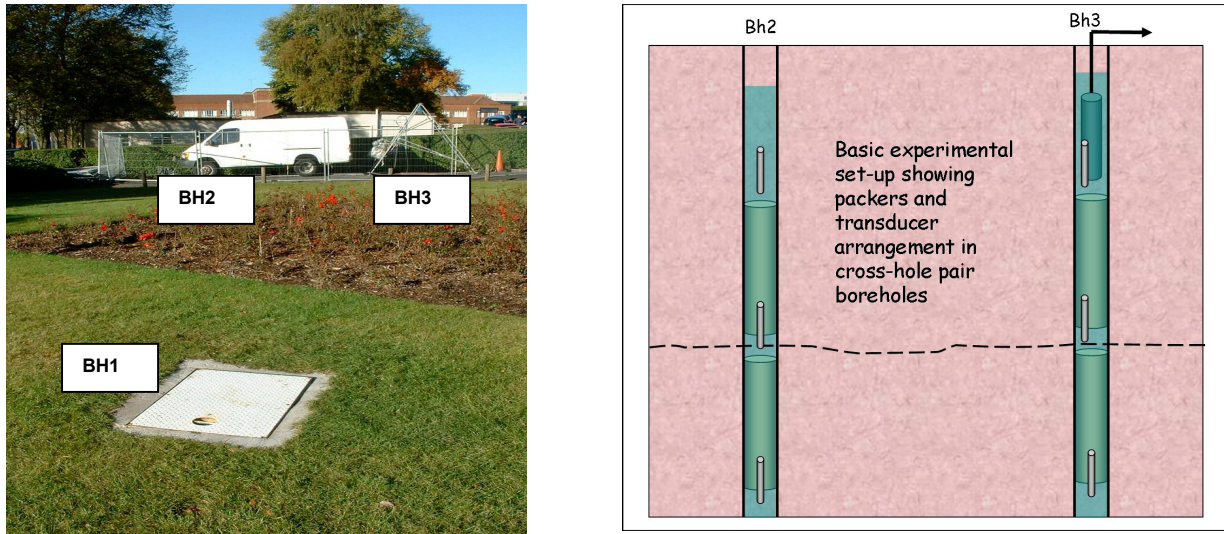 BH2
BH3
BH1
Bh2
Bh3
Basic experimental
set-up showing
packers and
transducer
arrangement in
cross-hole pair
boreholes